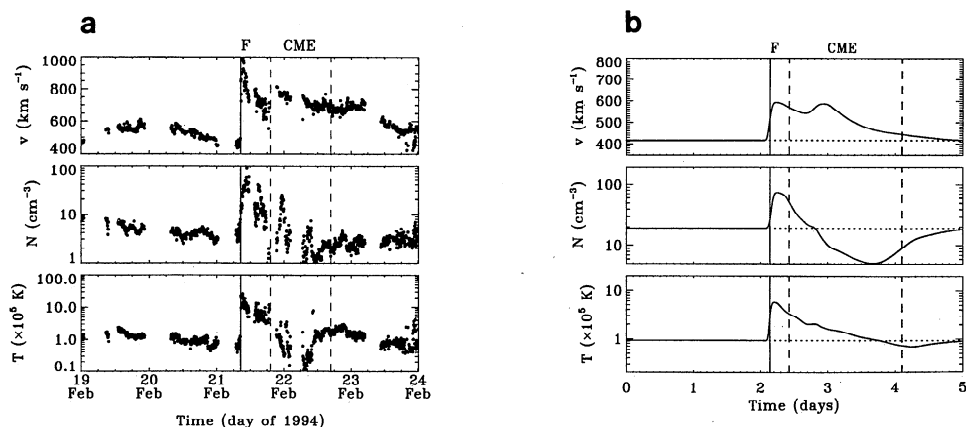 a
F CME
v (km s⁻¹)
1000
800
600
400
N (cm⁻³)
100
10
1
T (×10⁵ K)
100.0
10.0
1.0
0.1
19 20 21 22 23 24
Feb Feb Feb Feb Feb Feb
Time (day of 1994)
b
F CME
v (km s⁻¹)
800
700
600
500
400
N (cm⁻³)
100
10
T (×10⁵ K)
10
1
0 1 2 3 4 5
Time (days)